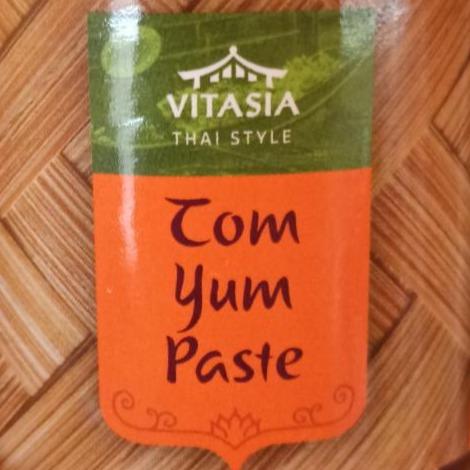 VITASIA
THAI STYLE
Tom
Yum
Paste